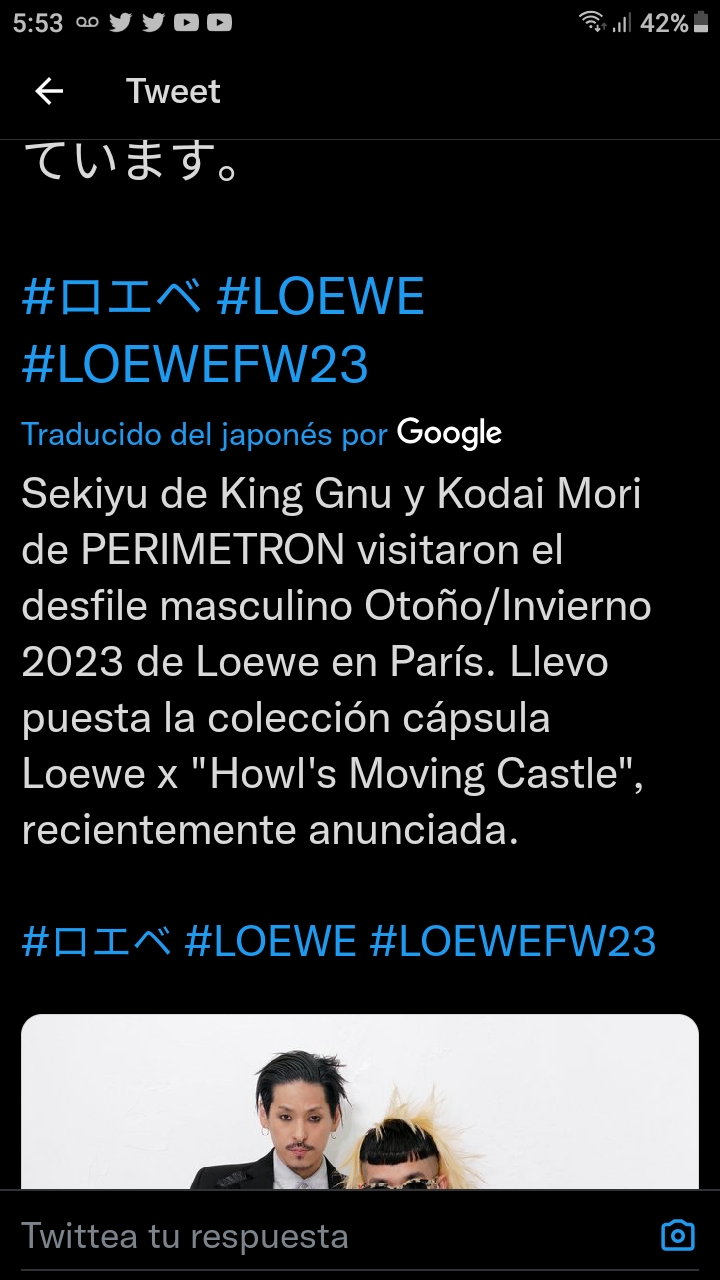 5:53 42%
Tweet
ています。
#ロエベ #LOEWE
#LOEWEFW23
Traducido del japonés por Google
Sekiyu de King Gnu y Kodai Mori
de PERIMETRON visitaron el
desfile masculino Otoño/Invierno
2023 de Loewe en París. Llevo
puesta la colección cápsula
Loewe x "Howl's Moving Castle",
recientemente anunciada.
#ロエベ #LOEWE #LOEWEFW23
Twittea tu respuesta